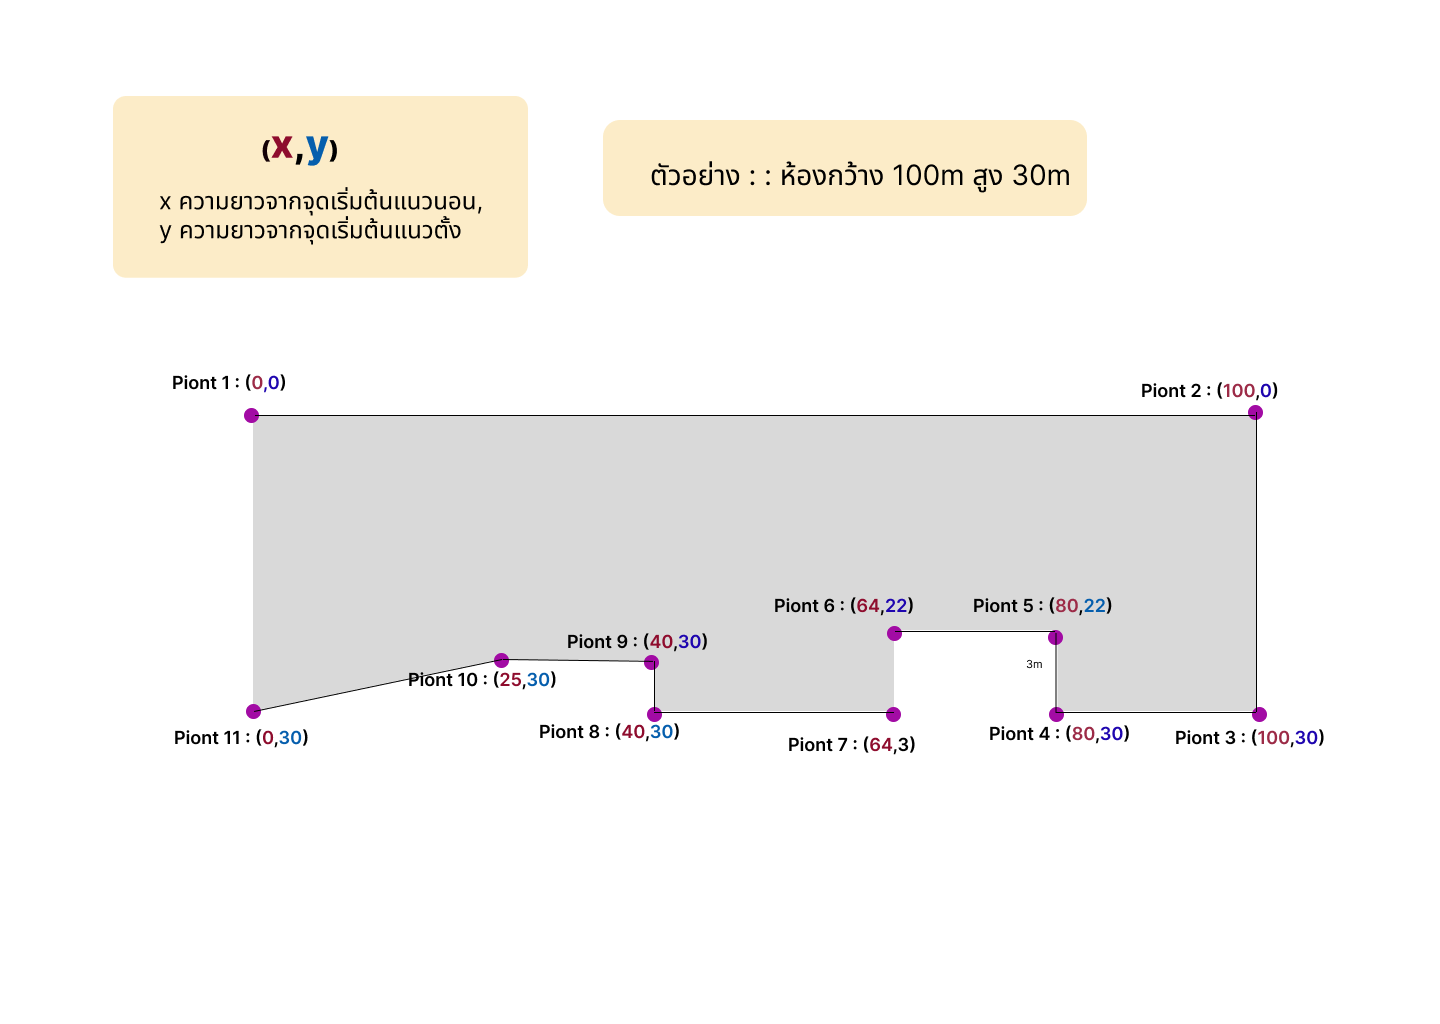 (x,y)
x ความยาวจากจุดเริ่มต้นแนวนอน,
y ความยาวจากจุดเริ่มต้นแนวตั้ง
ตัวอย่าง : : ห้องกว้าง 100m สูง 30m
Piont 1 : (0,0)
Piont 2 : (100,0)
Piont 6 : (64,22)
Piont 5 : (80,22)
Piont 9 : (40,30)
3m
Piont 10 : (25,30)
Piont 11 : (0,30)
Piont 8 : (40,30)
Piont 7 : (64,3)
Piont 4 : (80,30)
Piont 3 : (100,30)